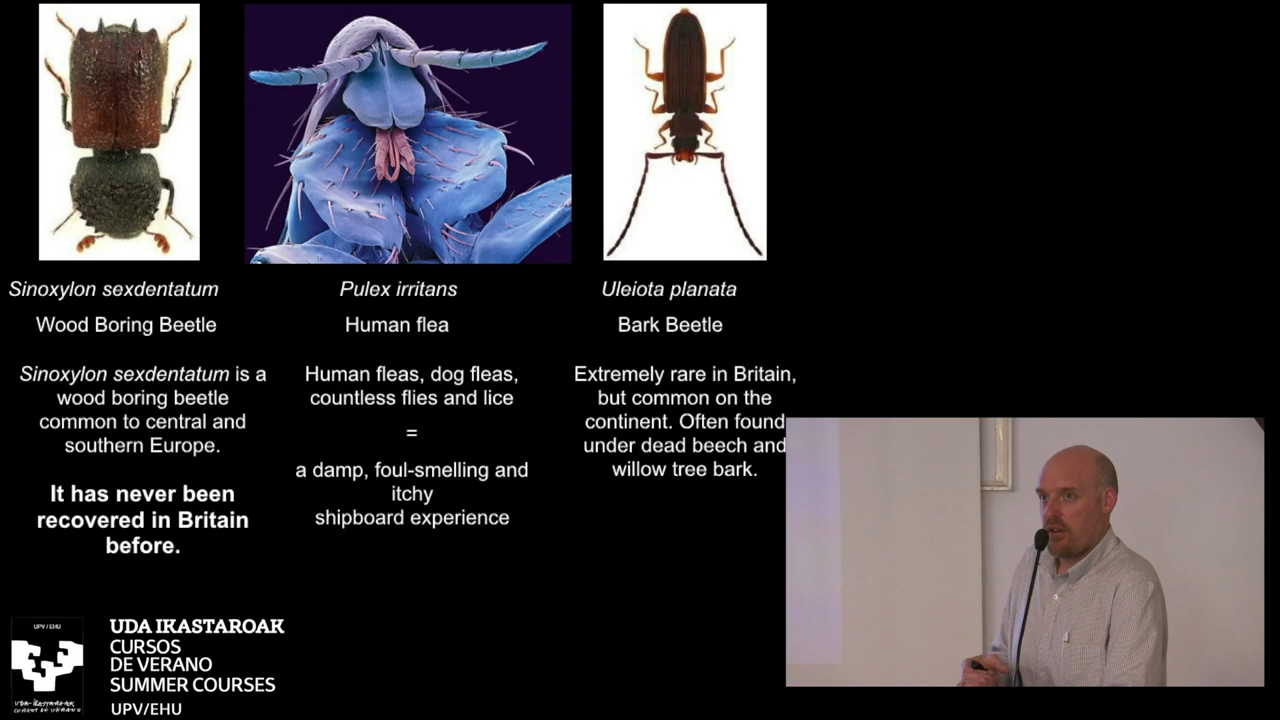 Sinoxylon sexdentatum
Wood Boring Beetle
Sinoxylon sexdentatum is a
wood boring beetle
common to central and
southern Europe.
It has never been
recovered in Britain
before.
Pulex irritans
Human flea
Human fleas, dog fleas,
countless flies and lice
=
a damp, foul-smelling and
itchy
shipboard experience
Uleiota planata
Bark Beetle
Extremely rare in Britain,
but common on the
continent. Often found
under dead beech and
willow tree bark.
UPV/EHU
UDA IKASTAROAK
CURSOS
DE VERANO
SUMMER COURSES
UPV/EHU